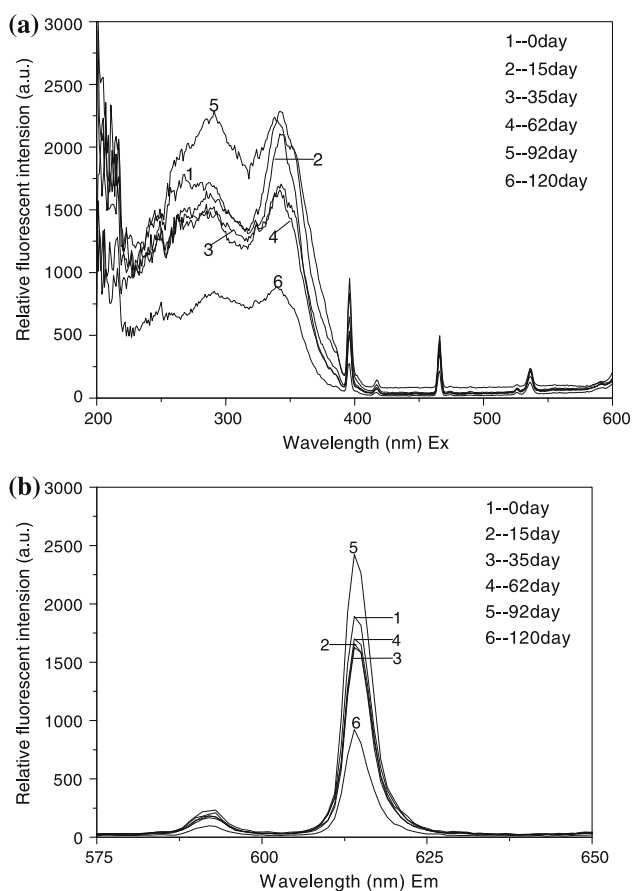 (a)
3000
2500
2000
1500
1000
500
0
Relative fluorescent intension (a.u.)
1--0day
2--15day
3--35day
4--62day
5--92day
6--120day
5
1
2
3
4
6
200
300
400
500
600
Wavelength (nm) Ex
(b)
3000
2500
2000
1500
1000
500
0
Relative fluorescent intension (a.u.)
1--0day
2--15day
3--35day
4--62day
5--92day
6--120day
5
1
2
4
3
6
575
600
625
650
Wavelength (nm) Em